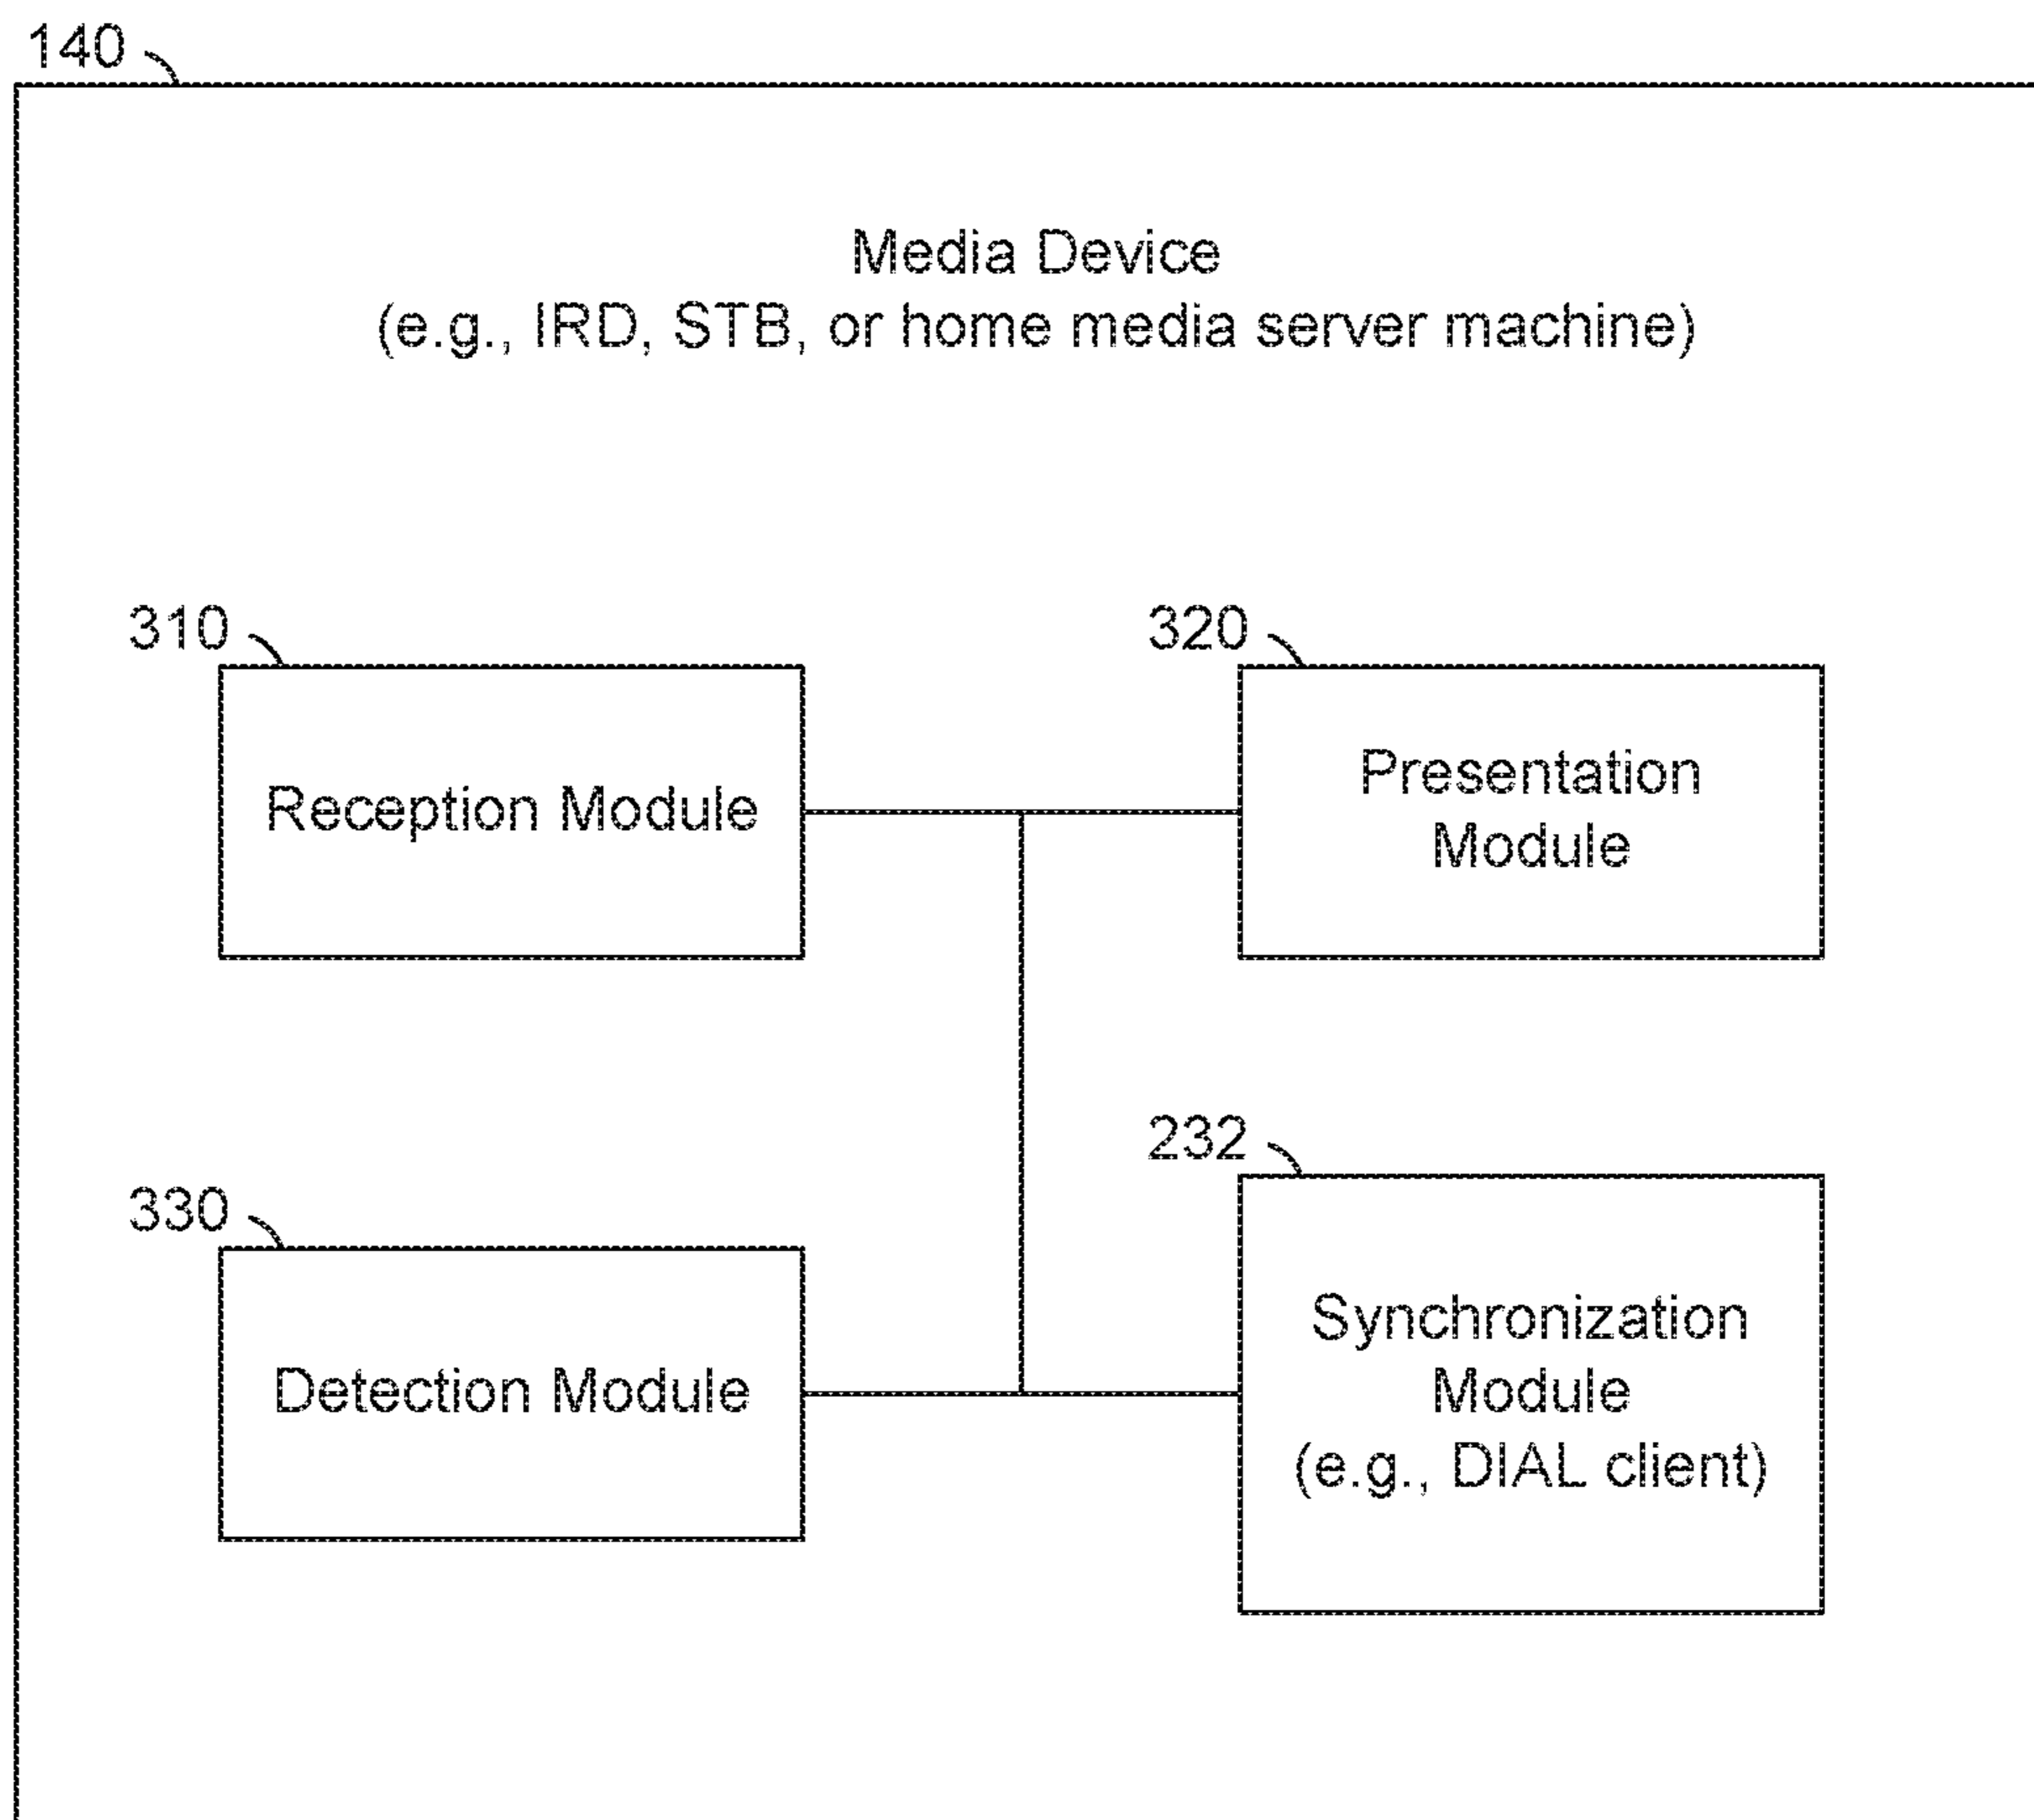 140
Media Device
(e.g., IRD, STB, or home media server machine)
310
Reception Module
320
Presentation
Module
330
Detection Module
232
Synchronization
Module
(e.g., DIAL client)